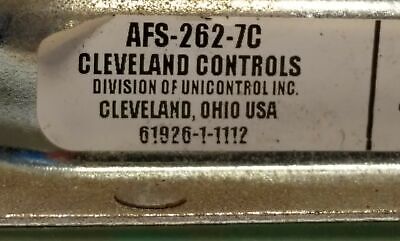 AFS-262-7C
CLEVELAND CONTROLS
DIVISION OF UNICONTROL INC.
CLEVELAND, OHIO USA
61926-1-1112